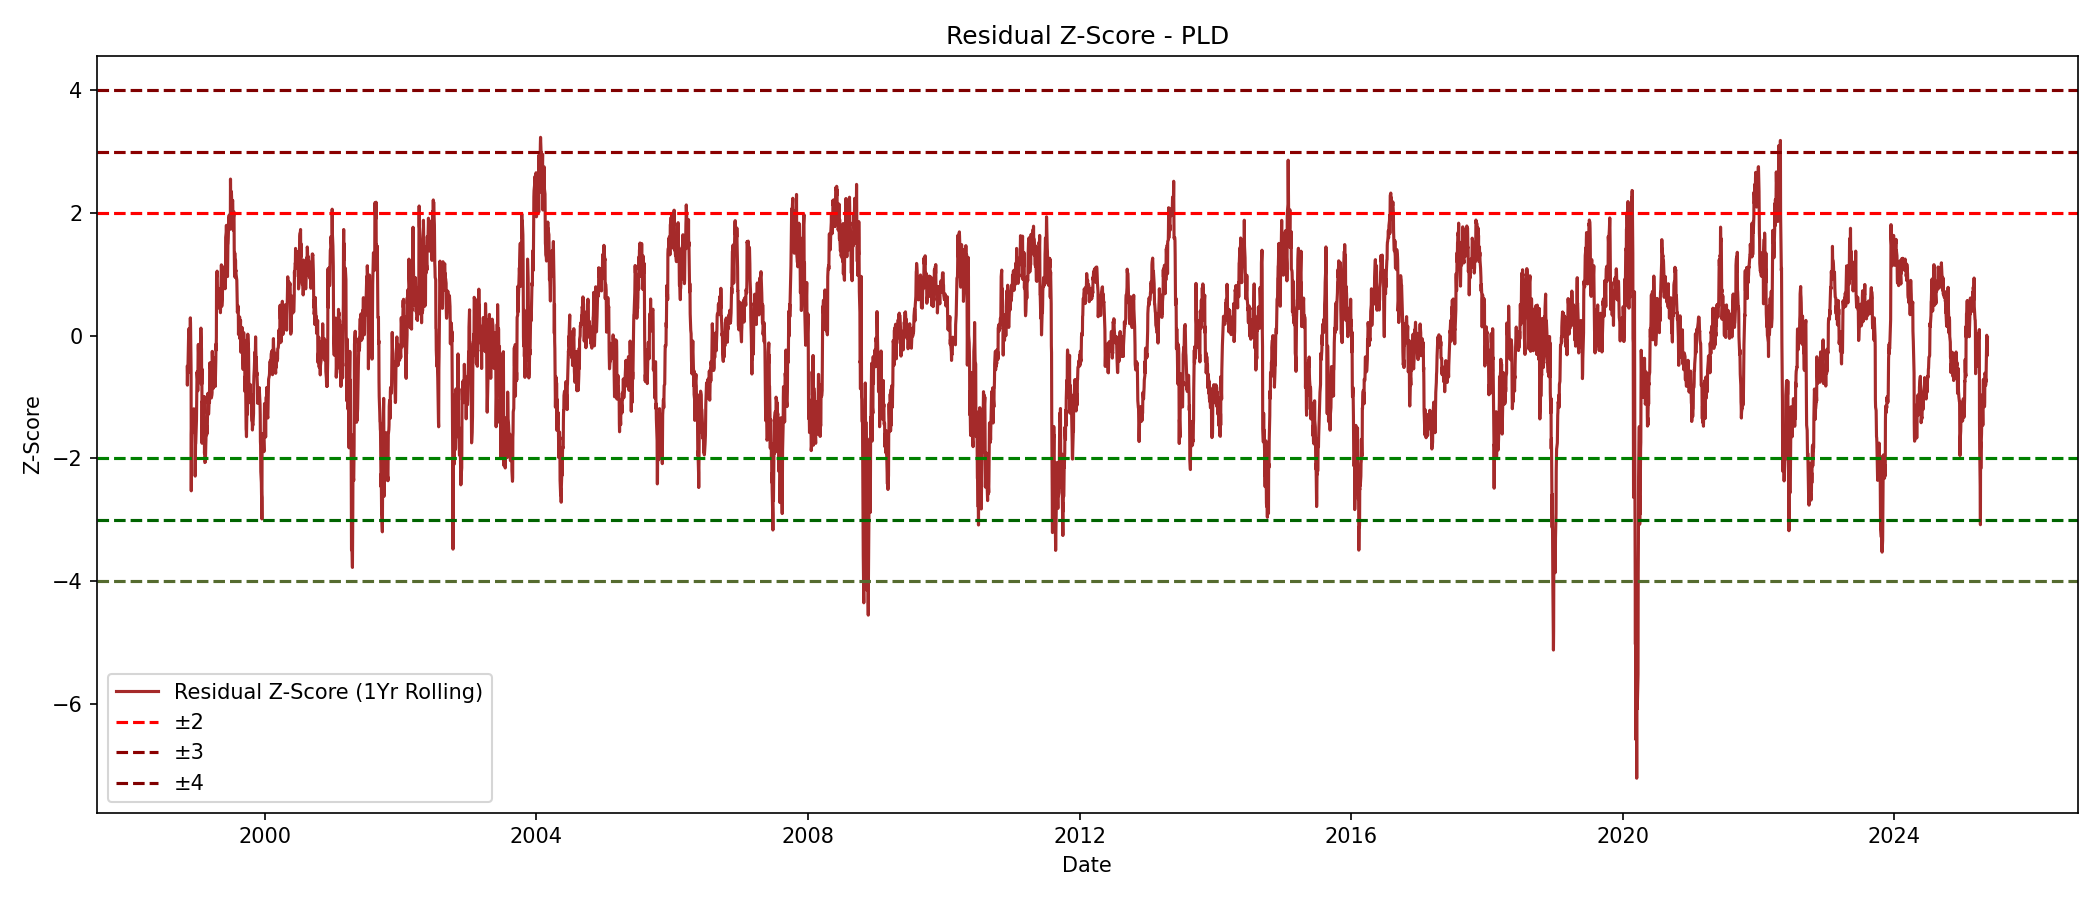 Residual Z-Score - PLD
4
2
0
−2
−4
−6
Z-Score
Residual Z-Score (1Yr Rolling)
±2
±3
±4
2000 2004 2008 2012 2016 2020 2024
Date